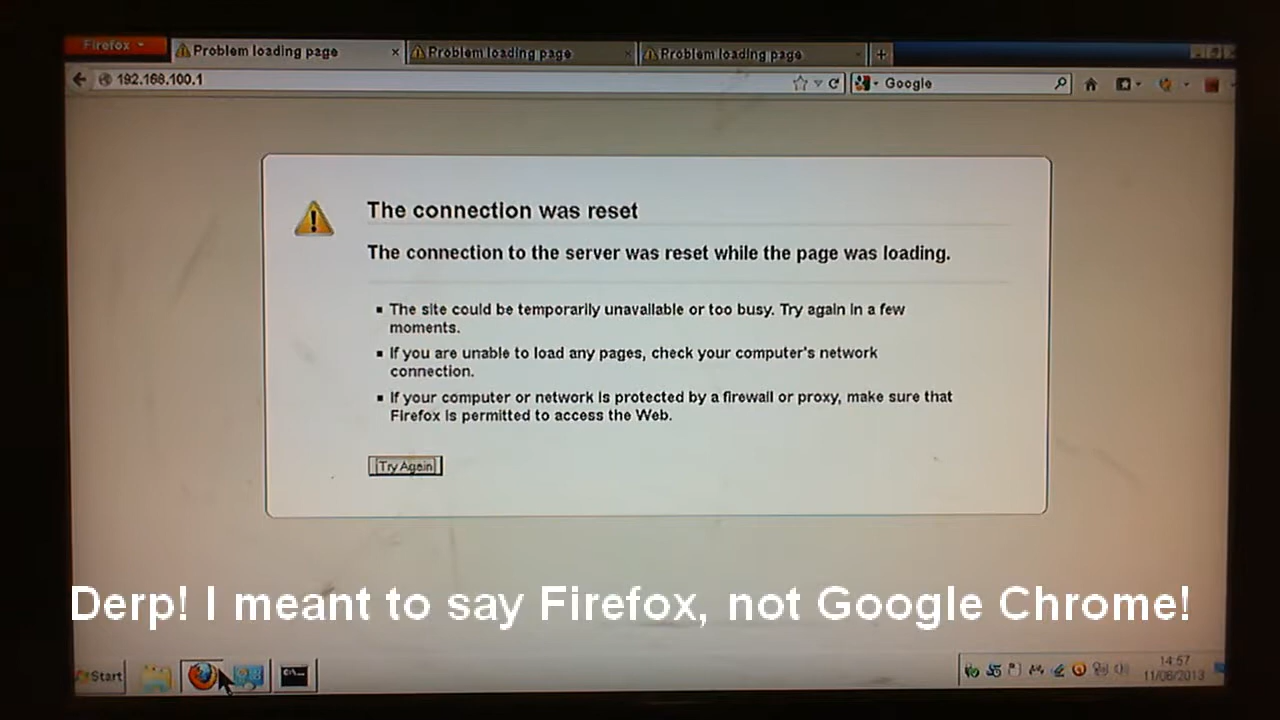 Firefox
Problem loading page
Problem loading page
Problem loading page
192.168.100.1
Google
The connection was reset
The connection to the server was reset while the page was loading.
The site could be temporarily unavailable or too busy. Try again in a few
moments.
If you are unable to load any pages, check your computer's network
connection.
If your computer or network is protected by a firewall or proxy, make sure that
Firefox is permitted to access the Web.
Try Again
Derp! I meant to say Firefox, not Google Chrome!
Start
14:57
11/06/2013